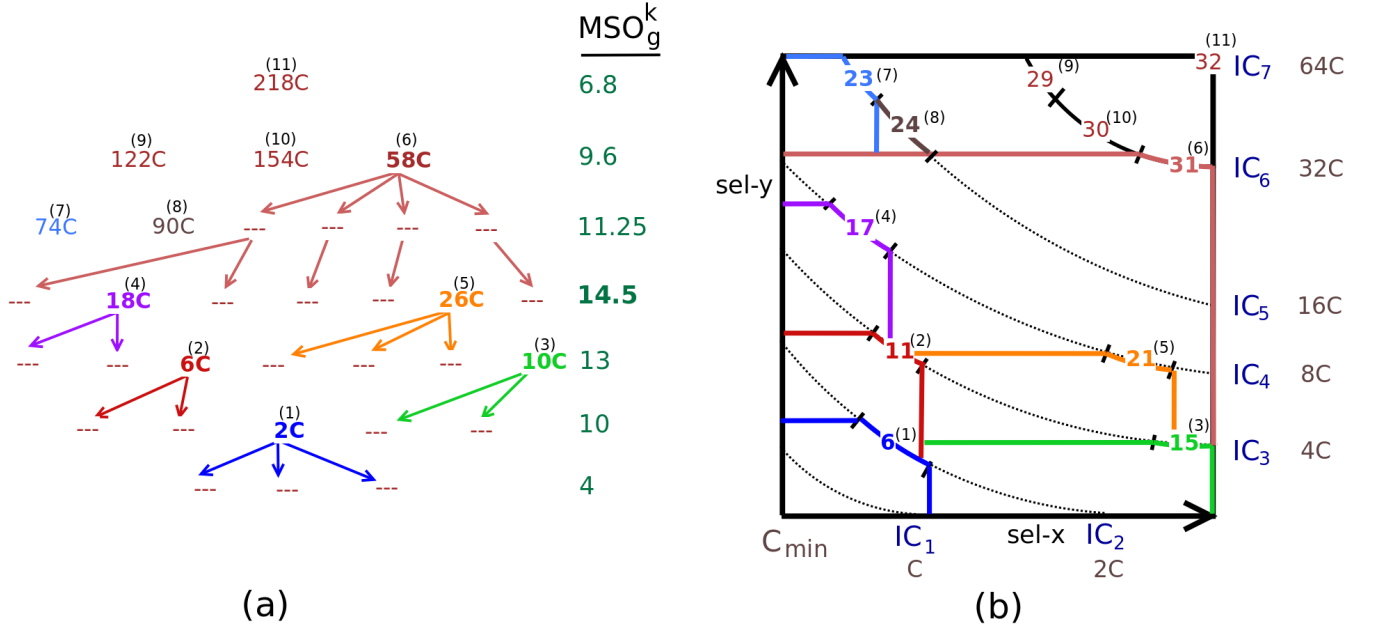 MSO_g^k
(11)
218C
6.8
(9) (10) (6)
122C 154C 58C
9.6
(7) (8)
74C 90C --- --- --- ---
11.25
(4) (5)
--- 18C --- --- --- 26C ---
14.5
(2) (3)
--- --- 6C --- --- --- 10C
13
(1)
--- --- 2C --- ---
10
--- --- ---
4
(a)
(11)
32 IC7 64C
23 (7) 29 (9)
24 (8) 30 (10)
31 (6) IC6 32C
sel-y
17 (4)
IC5 16C
11 (2) 21 (5)
IC4 8C
6 (1) 15 (3)
IC3 4C
Cmin IC1 sel-x IC2
C 2C
(b)